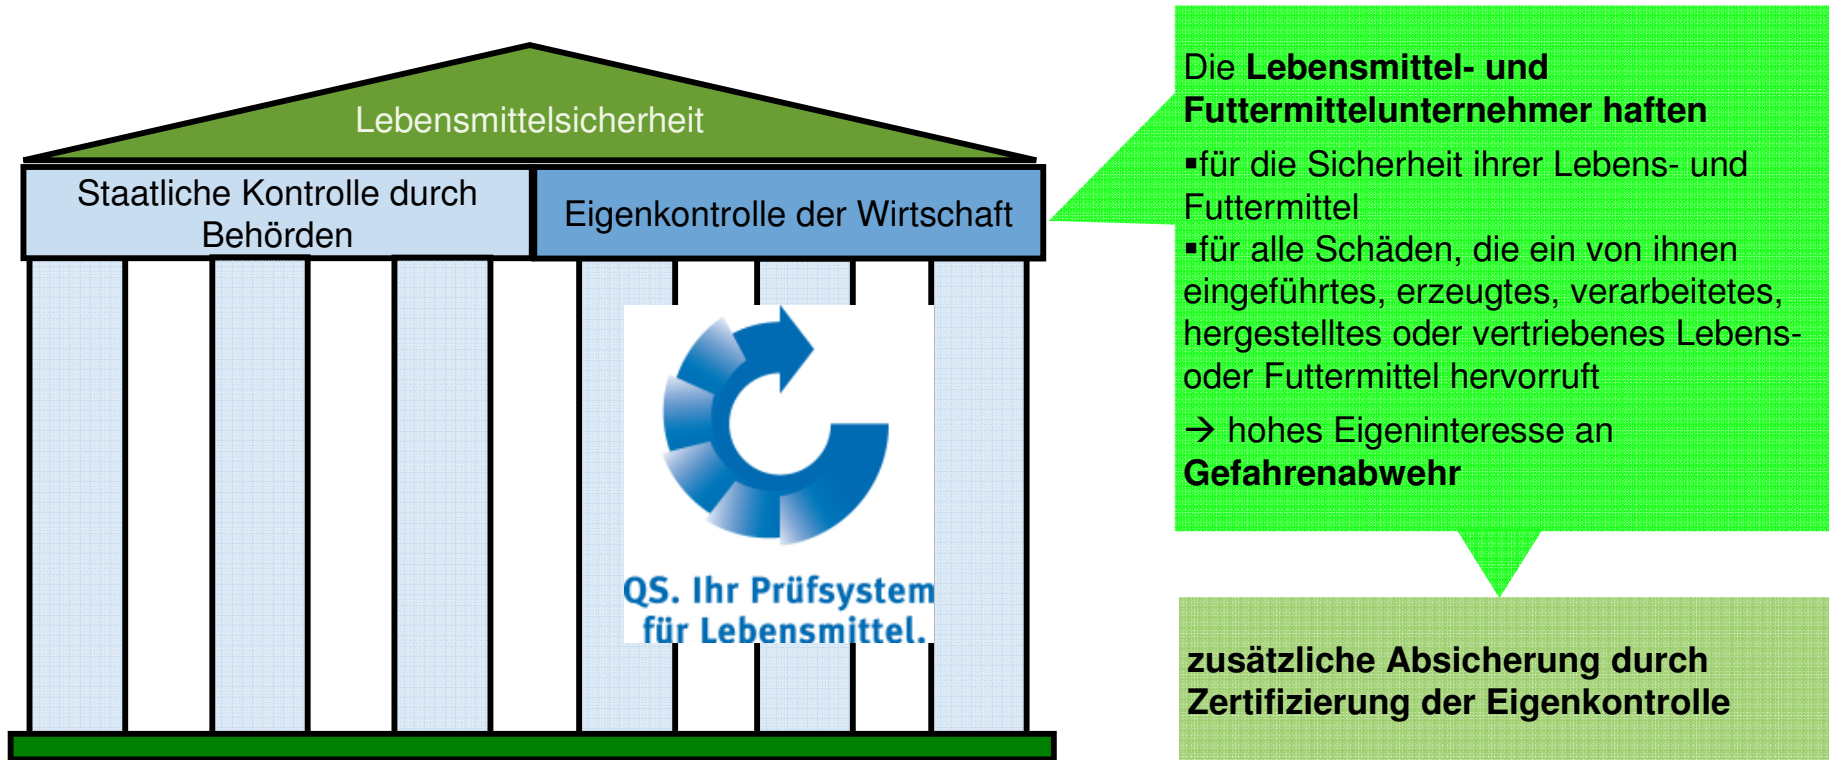 Lebensmittelsicherheit
Staatliche Kontrolle durch
Behörden
Eigenkontrolle der Wirtschaft
QS. Ihr Prüfsystem
für Lebensmittel.
Die Lebensmittel- und
Futtermittelunternehmer haften
▪für die Sicherheit ihrer Lebens- und
Futtermittel
▪für alle Schäden, die ein von ihnen
eingeführtes, erzeugtes, verarbeitetes,
hergestelltes oder vertriebenes Lebens-
oder Futtermittel hervorruft
→ hohes Eigeninteresse an
Gefahrenabwehr
zusätzliche Absicherung durch
Zertifizierung der Eigenkontrolle